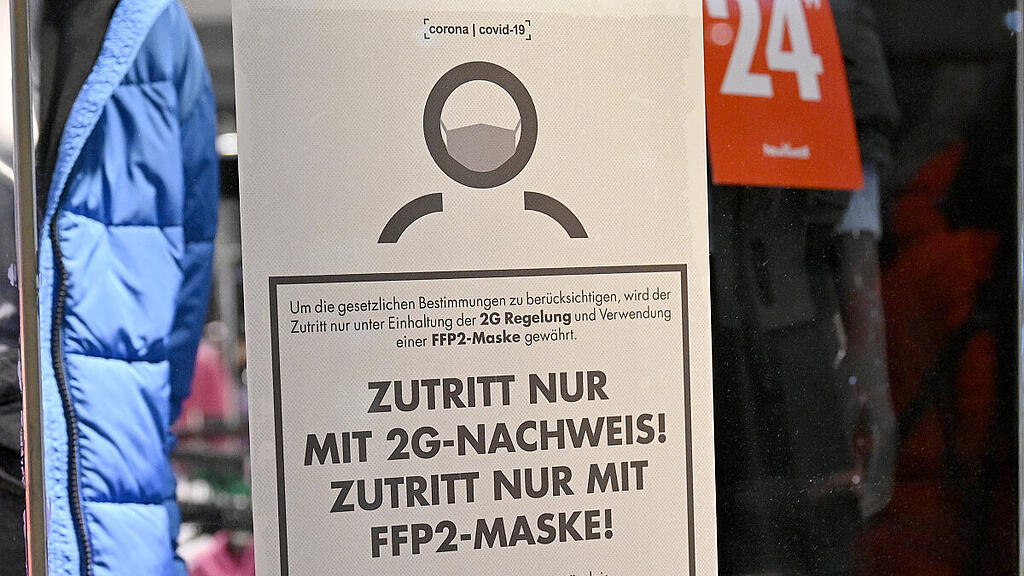 corona | covid-19
24
Um die gesetzlichen Bestimmungen zu berücksichtigen, wird der
Zutritt nur unter Einhaltung der 2G Regelung und Verwendung
einer FFP2-Maske gewährt.
ZUTRITT NUR
MIT 2G-NACHWEIS!
ZUTRITT NUR MIT
FFP2-MASKE!